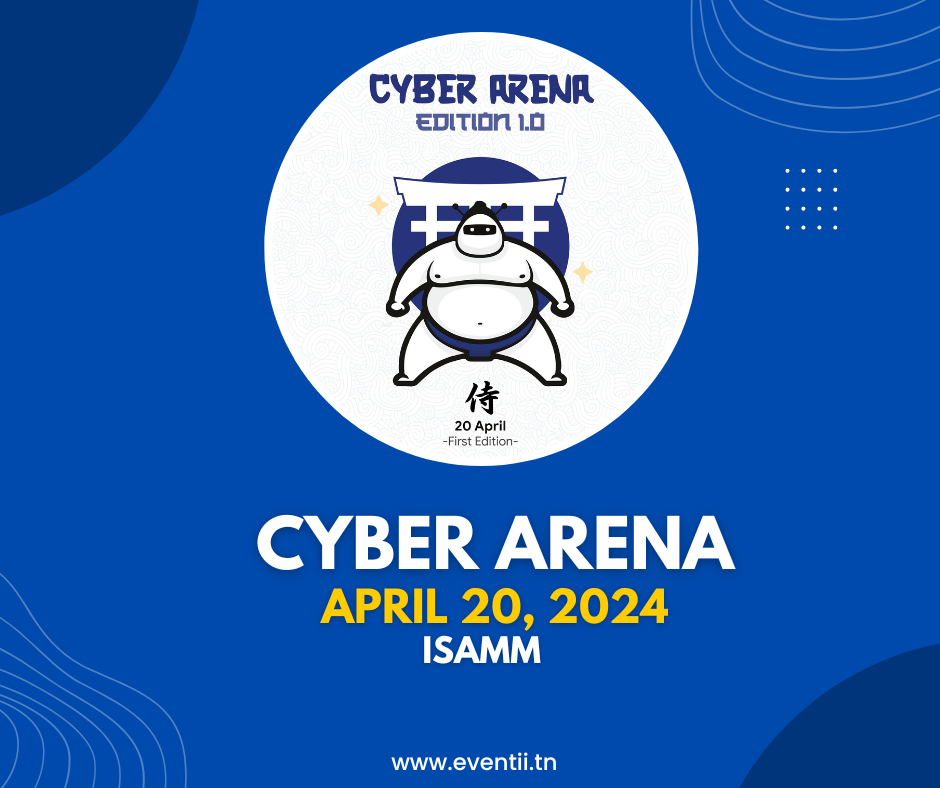 CYBER ARENA
EDITION 1.0
侍
20 April
-First Edition-
CYBER ARENA
APRIL 20, 2024
ISAMM
www.eventii.tn